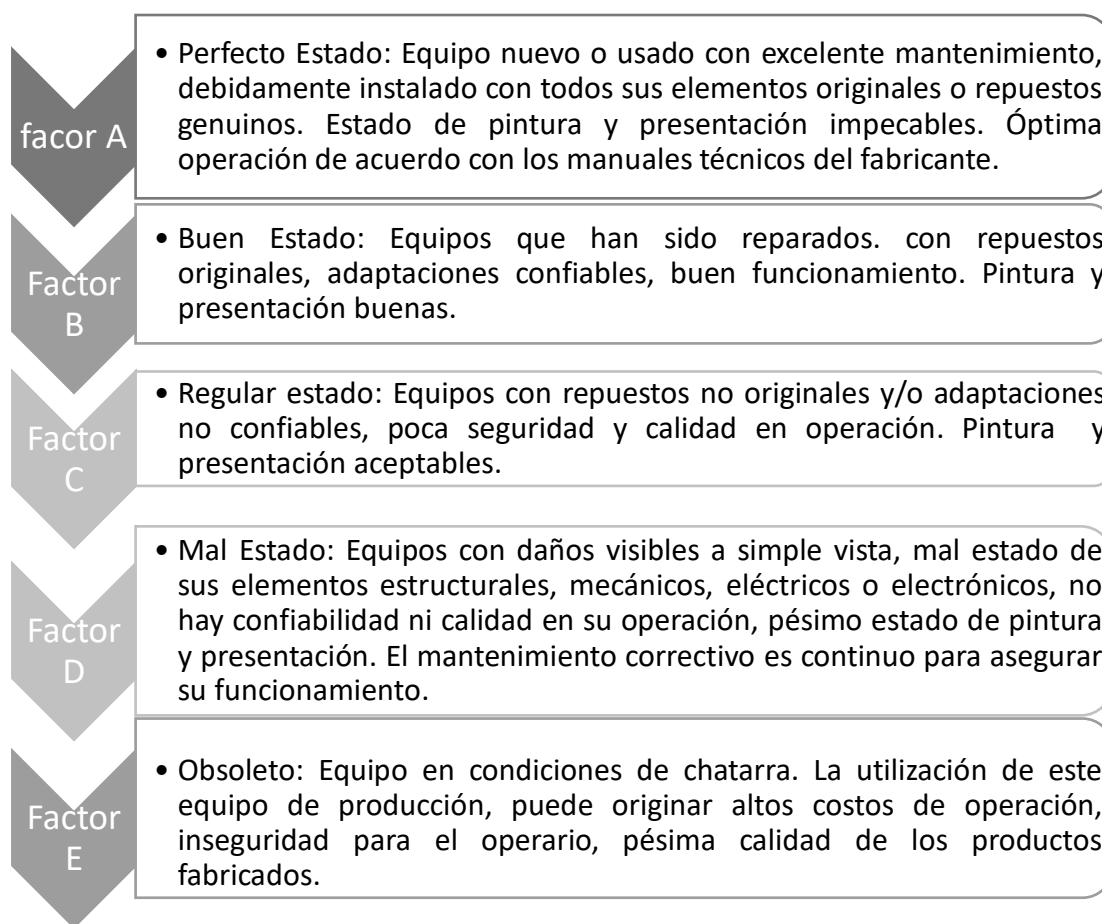 facor A
• Perfecto Estado: Equipo nuevo o usado con excelente mantenimiento,
debidamente instalado con todos sus elementos originales o repuestos
genuinos. Estado de pintura y presentación impecables. Óptima
operación de acuerdo con los manuales técnicos del fabricante.
Factor
B
• Buen Estado: Equipos que han sido reparados. con repuestos
originales, adaptaciones confiables, buen funcionamiento. Pintura y
presentación buenas.
Factor
C
• Regular estado: Equipos con repuestos no originales y/o adaptaciones
no confiables, poca seguridad y calidad en operación. Pintura y
presentación aceptables.
Factor
D
• Mal Estado: Equipos con daños visibles a simple vista, mal estado de
sus elementos estructurales, mecánicos, eléctricos o electrónicos, no
hay confiabilidad ni calidad en su operación, pésimo estado de pintura
y presentación. El mantenimiento correctivo es continuo para asegurar
su funcionamiento.
Factor
E
• Obsoleto: Equipo en condiciones de chatarra. La utilización de este
equipo de producción, puede originar altos costos de operación,
inseguridad para el operario, pésima calidad de los productos
fabricados.